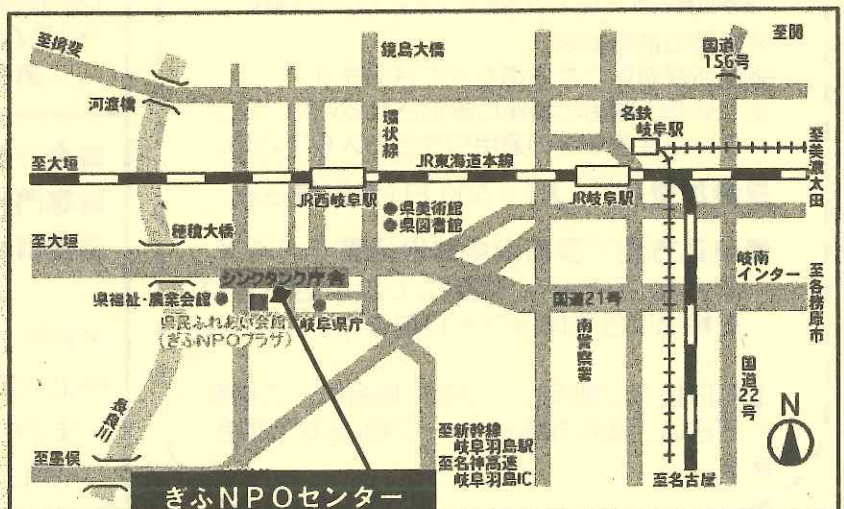 至揖斐
鏡島大橋
国道
156号
至関
河渡橋
環状線
名鉄
岐阜駅
至美濃太田
至大垣
JR東海道本線
JR西岐阜駅
JR岐阜駅
県美術館
県図書館
穂積大橋
至大垣
岐南
インター
シンクタンク庁舎
県福祉・農業会館
県民ふれあい会館
(ぎふNPOプラザ)
岐阜県庁
国道21号
南警察署
至各務原市
国道22号
長良川
N
至新幹線
岐阜羽島駅
至名神高速
岐阜羽島IC
至墨俣
至名古屋
ぎふNPOセンター